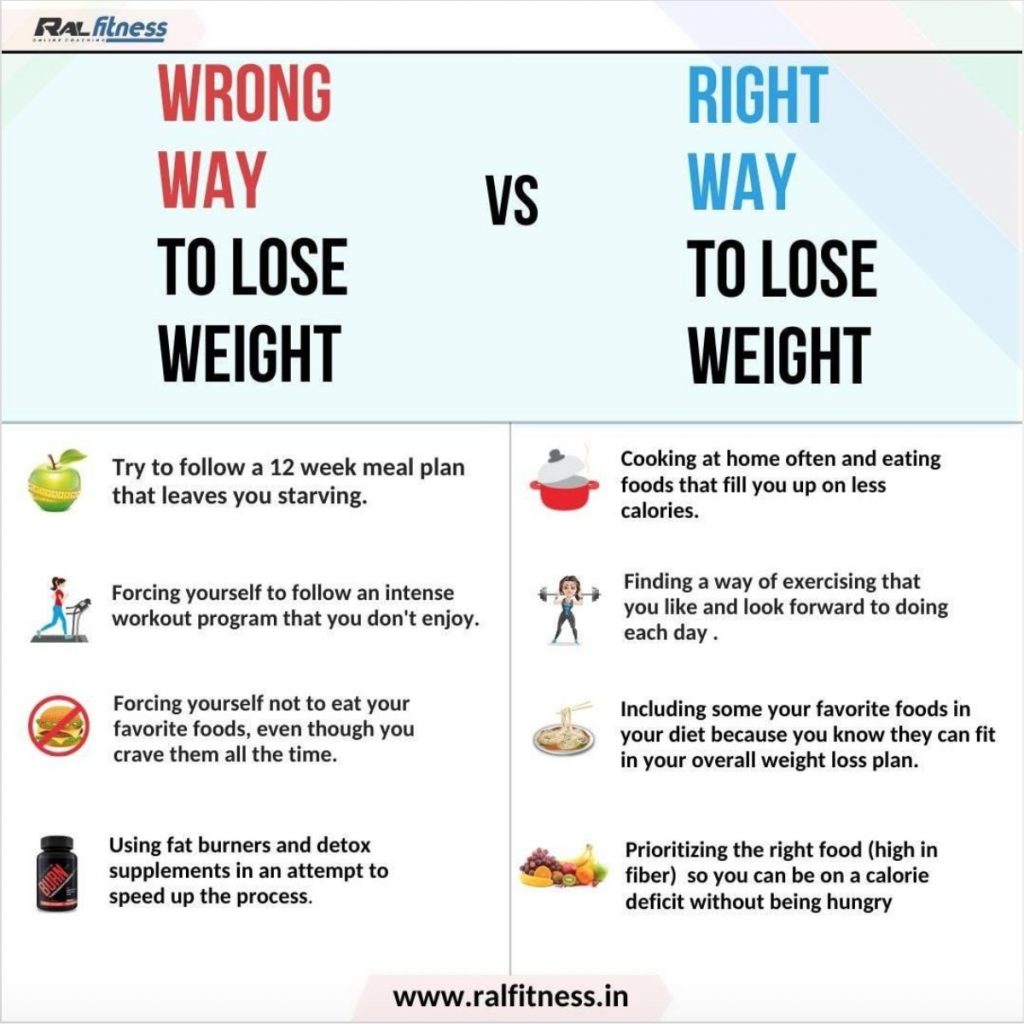 RAL fitness
ONLINE COACHING
WRONG
WAY
TO LOSE
WEIGHT
VS
RIGHT
WAY
TO LOSE
WEIGHT
Try to follow a 12 week meal plan
that leaves you starving.
Cooking at home often and eating
foods that fill you up on less
calories.
Forcing yourself to follow an intense
workout program that you don't enjoy.
Finding a way of exercising that
you like and look forward to doing
each day .
Forcing yourself not to eat your
favorite foods, even though you
crave them all the time.
Including some your favorite foods in
your diet because you know they can fit
in your overall weight loss plan.
BURN
Using fat burners and detox
supplements in an attempt to
speed up the process.
Prioritizing the right food (high in
fiber) so you can be on a calorie
deficit without being hungry
www.ralfitness.in